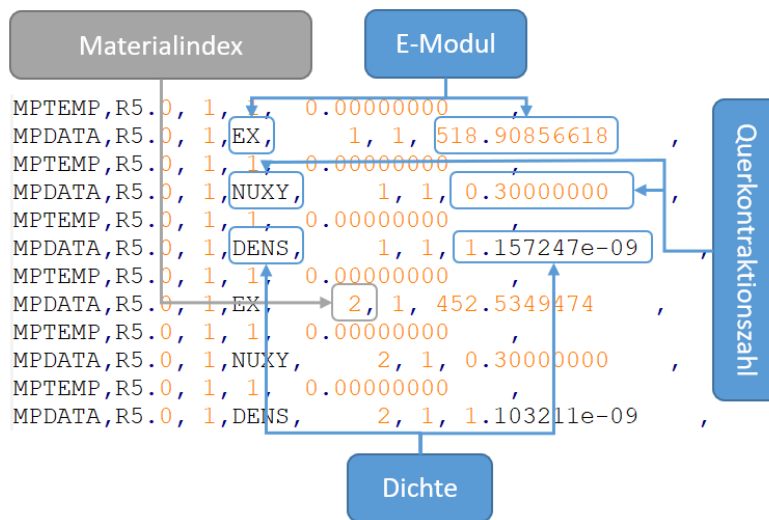 Materialindex
E-Modul
MPTEMP,R5.0, 1, 1, 0.00000000 ,
MPDATA,R5.0, 1,EX, 1, 1, 518.90856618 ,
MPTEMP,R5.0, 1, 1, 0.00000000 ,
MPDATA,R5.0, 1,NUXY, 1, 1, 0.30000000 ,
MPTEMP,R5.0, 1, 1, 0.00000000 ,
MPDATA,R5.0, 1,DENS, 1, 1, 1.157247e-09 ,
MPTEMP,R5.0, 1, 1, 0.00000000 ,
MPDATA,R5.0, 1,EX, 2, 1, 452.5349474 ,
MPTEMP,R5.0, 1, 1, 0.00000000 ,
MPDATA,R5.0, 1,NUXY, 2, 1, 0.30000000 ,
MPTEMP,R5.0, 1, 1, 0.00000000 ,
MPDATA,R5.0, 1,DENS, 2, 1, 1.103211e-09 ,
Querkontraktionszahl
Dichte